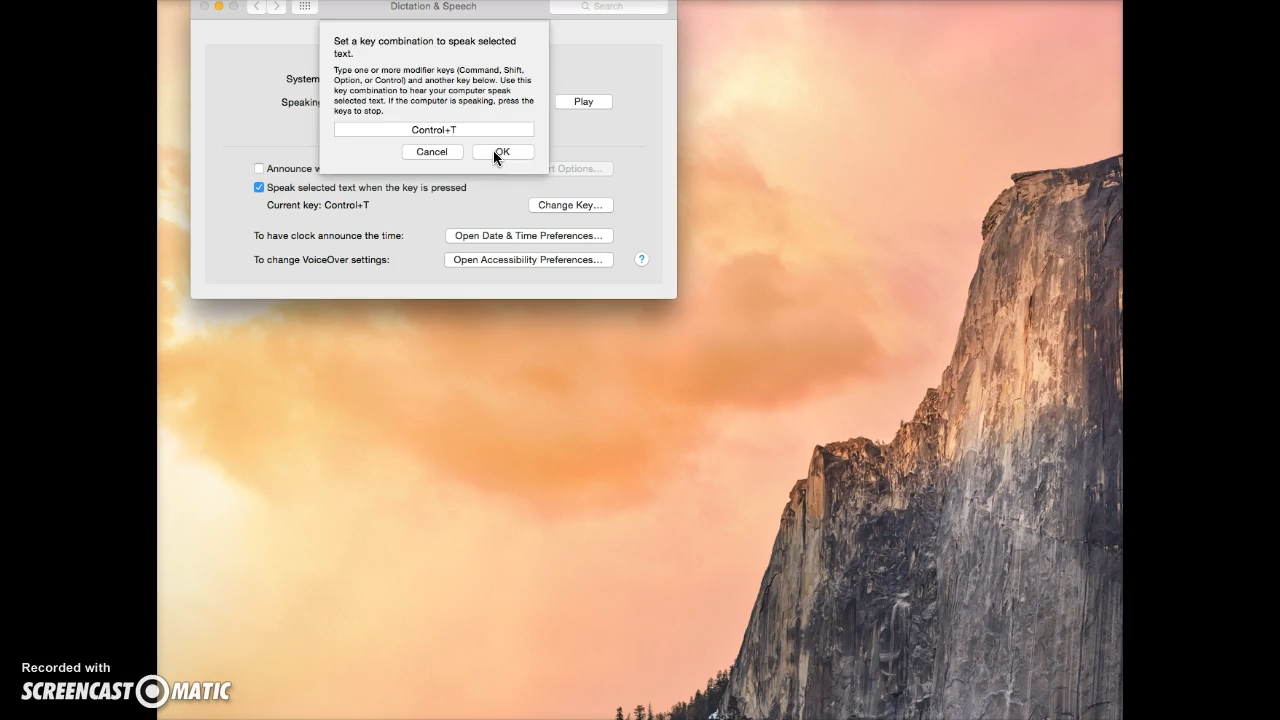 Dictation & Speech
Search
Set a key combination to speak selected
text.
Type one or more modifier keys (Command, Shift,
Option, or Control) and another key below. Use this
key combination to hear your computer speak
selected text. If the computer is speaking, press the
keys to stop.
Control+T
Cancel
OK
System
Speaking
Play
Announce w
t Options...
Speak selected text when the key is pressed
Current key: Control+T
Change Key...
To have clock announce the time:
Open Date & Time Preferences...
To change VoiceOver settings:
Open Accessibility Preferences...
?
Recorded with
SCREENCAST O MATIC